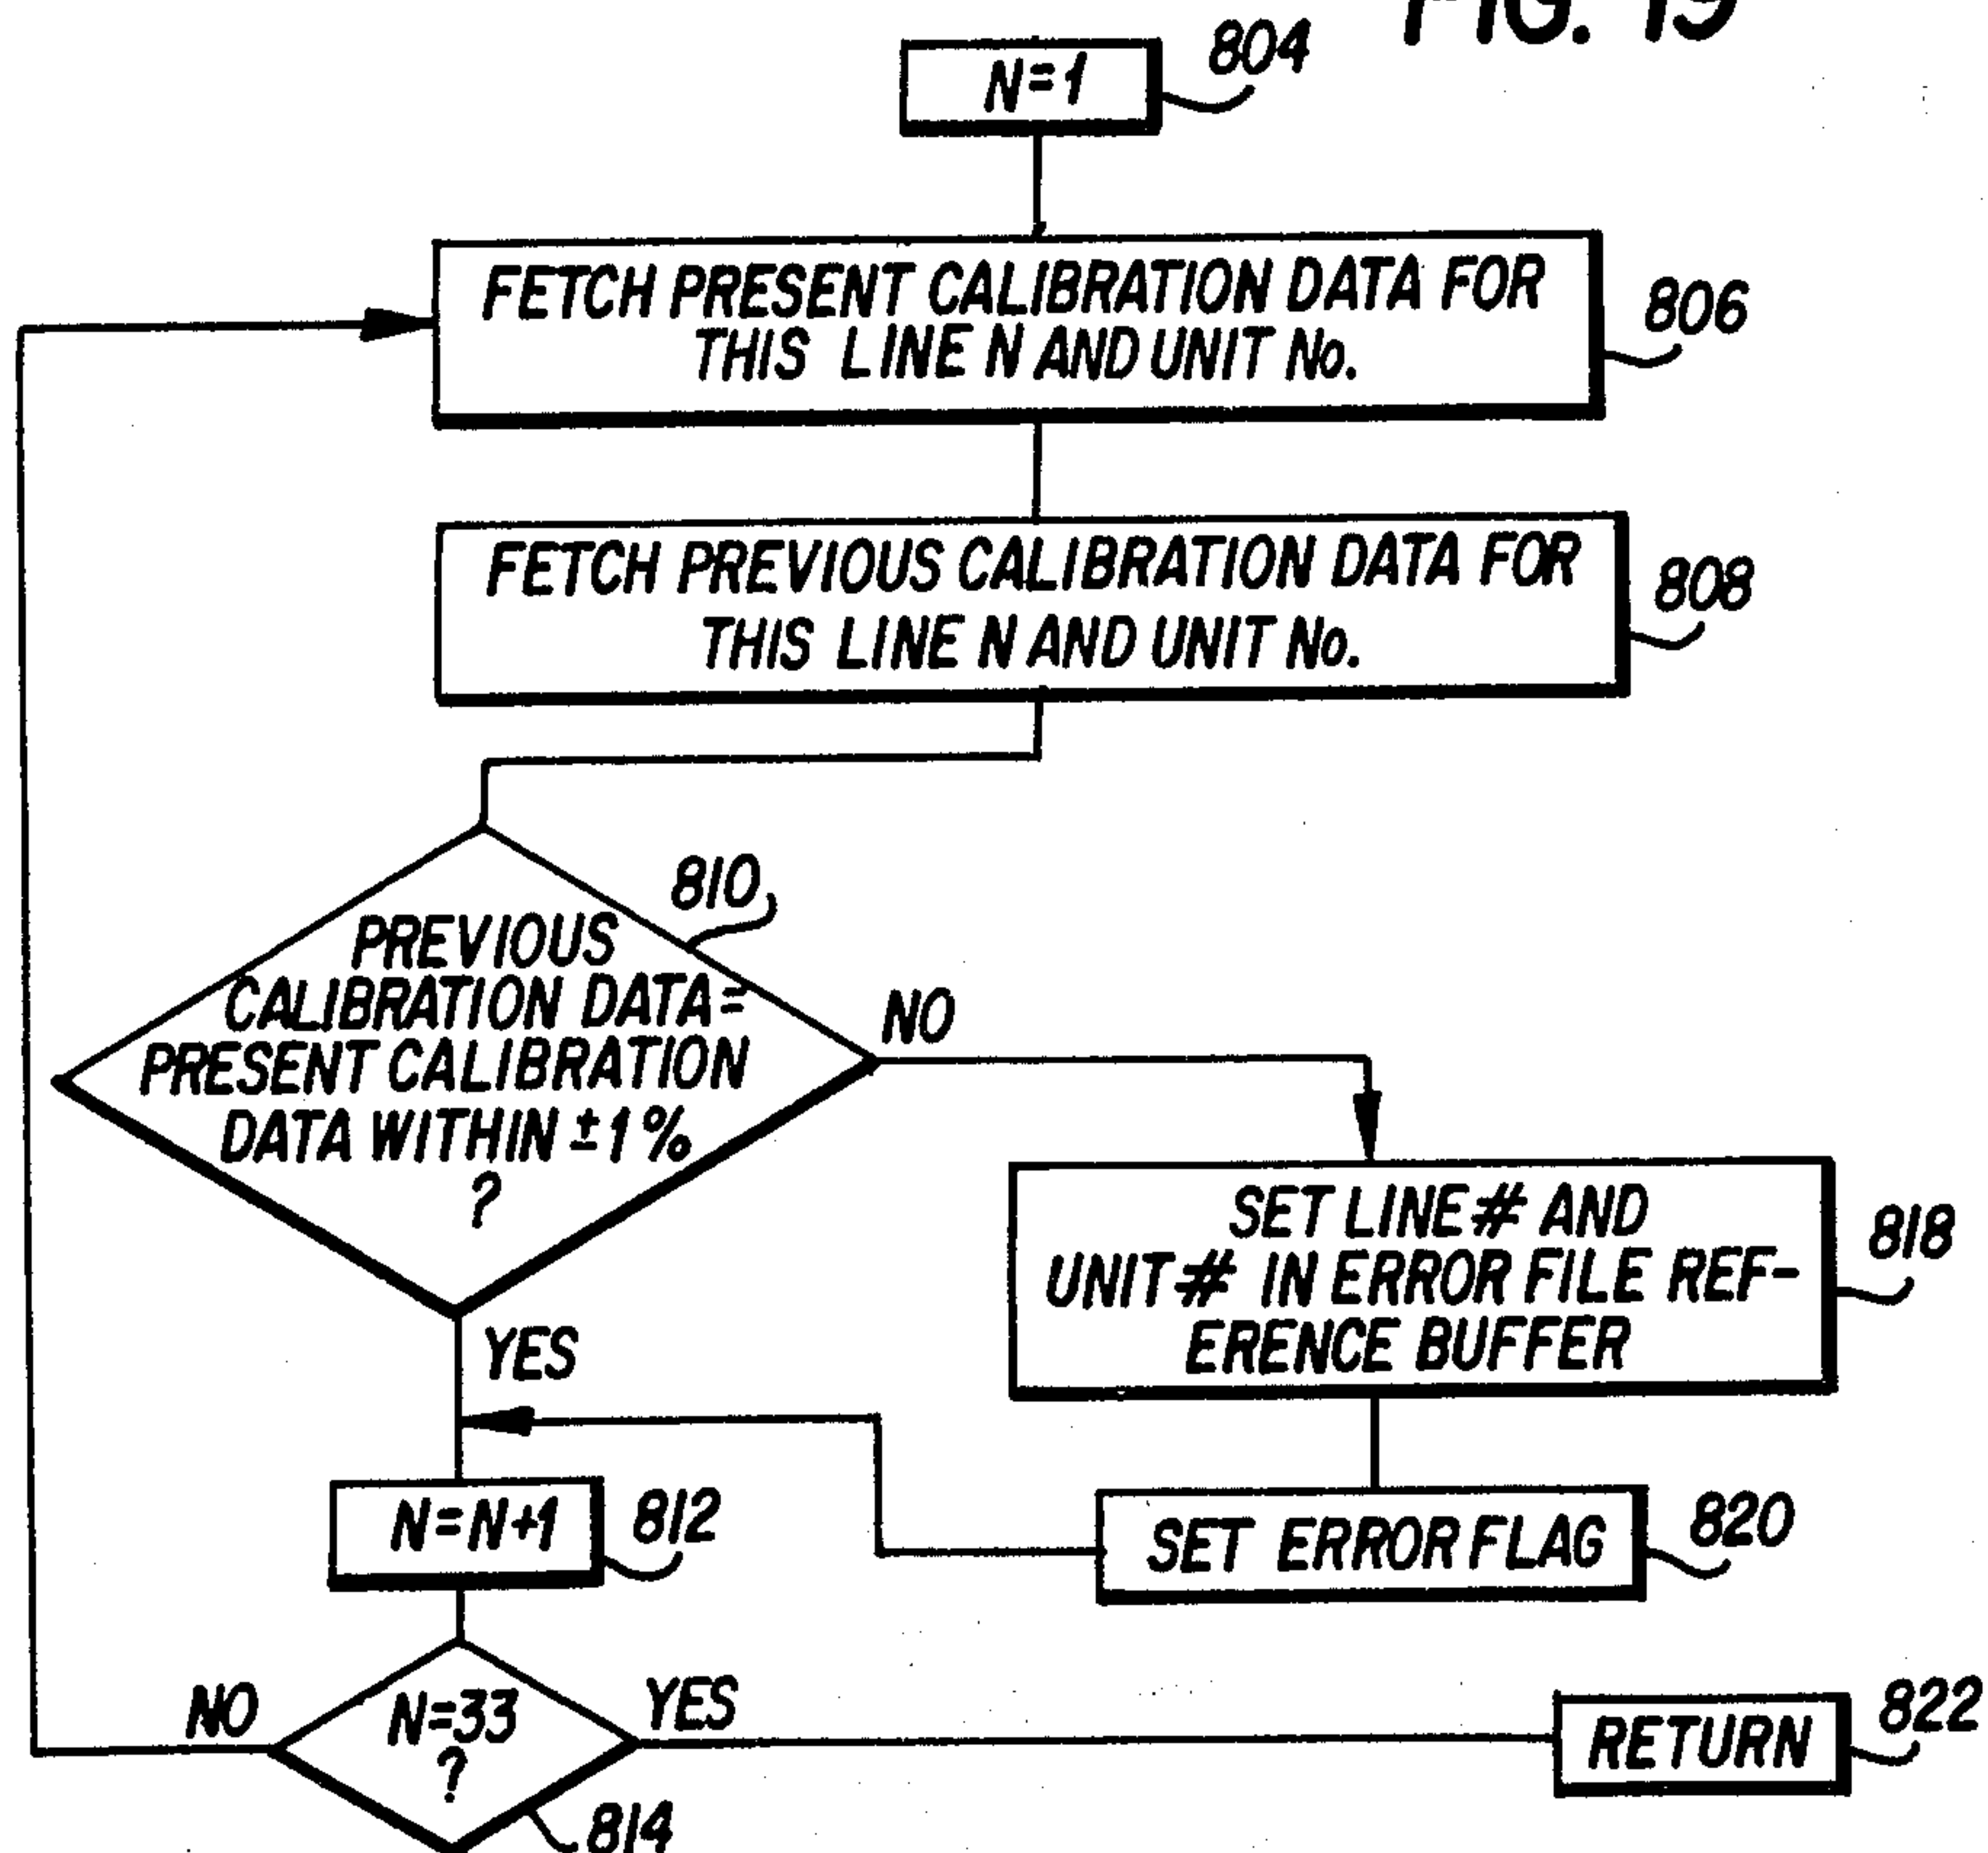 FIG. 19
N=1
804
FETCH PRESENT CALIBRATION DATA FOR
THIS LINE N AND UNIT No.
806
FETCH PREVIOUS CALIBRATION DATA FOR
THIS LINE N AND UNIT No.
808
810
PREVIOUS
CALIBRATION DATA=
PRESENT CALIBRATION
DATA WITHIN ±1%
?
NO
YES
SET LINE # AND
UNIT # IN ERROR FILE REF-
ERENCE BUFFER
818
N=N+1
812
SET ERROR FLAG
820
NO
N=33
?
YES
814
RETURN
822